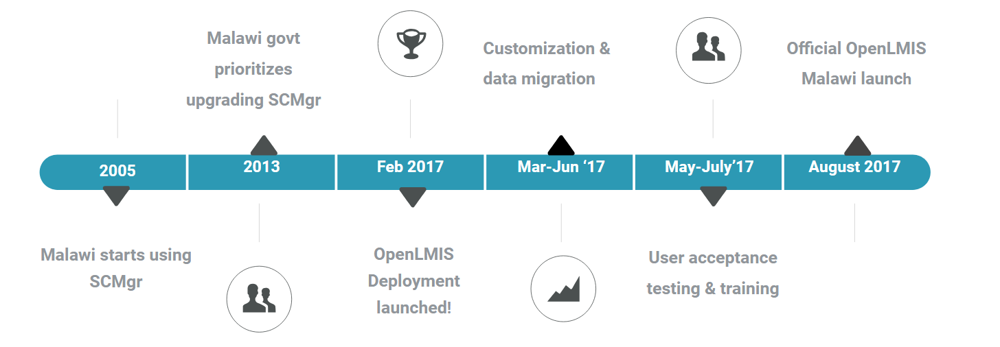 Malawi govt
prioritizes
upgrading SCMgr
Customization &
data migration
Official OpenLMIS
Malawi launch
2005
2013
Feb 2017
Mar-Jun ‘17
May-July’17
August 2017
Malawi starts using
SCMgr
OpenLMIS
Deployment
launched!
User acceptance
testing & training